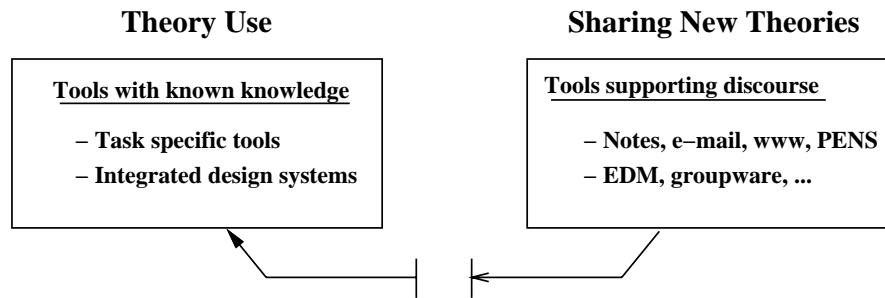 Theory Use
Sharing New Theories
Tools with known knowledge
– Task specific tools
– Integrated design systems
Tools supporting discourse
– Notes, e−mail, www, PENS
– EDM, groupware, ...